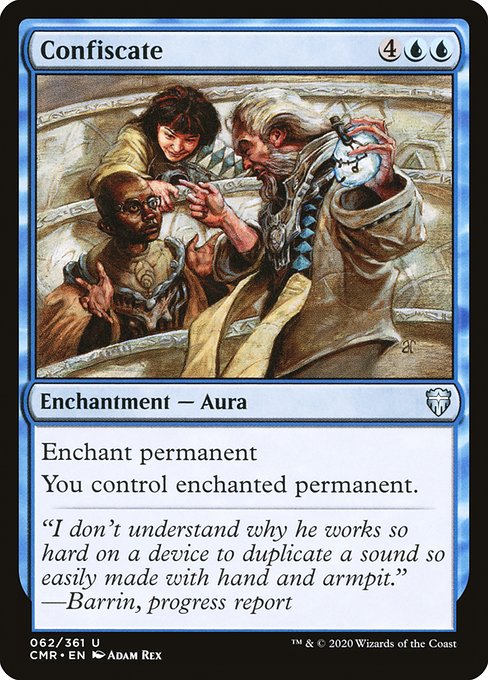 Confiscate
4
Enchantment — Aura
Enchant permanent
You control enchanted permanent.
“I don’t understand why he works so
hard on a device to duplicate a sound so
easily made with hand and armpit.”
—Barrin, progress report
062/361 U
™ & © 2020 Wizards of the Coast
CMR • EN Adam Rex